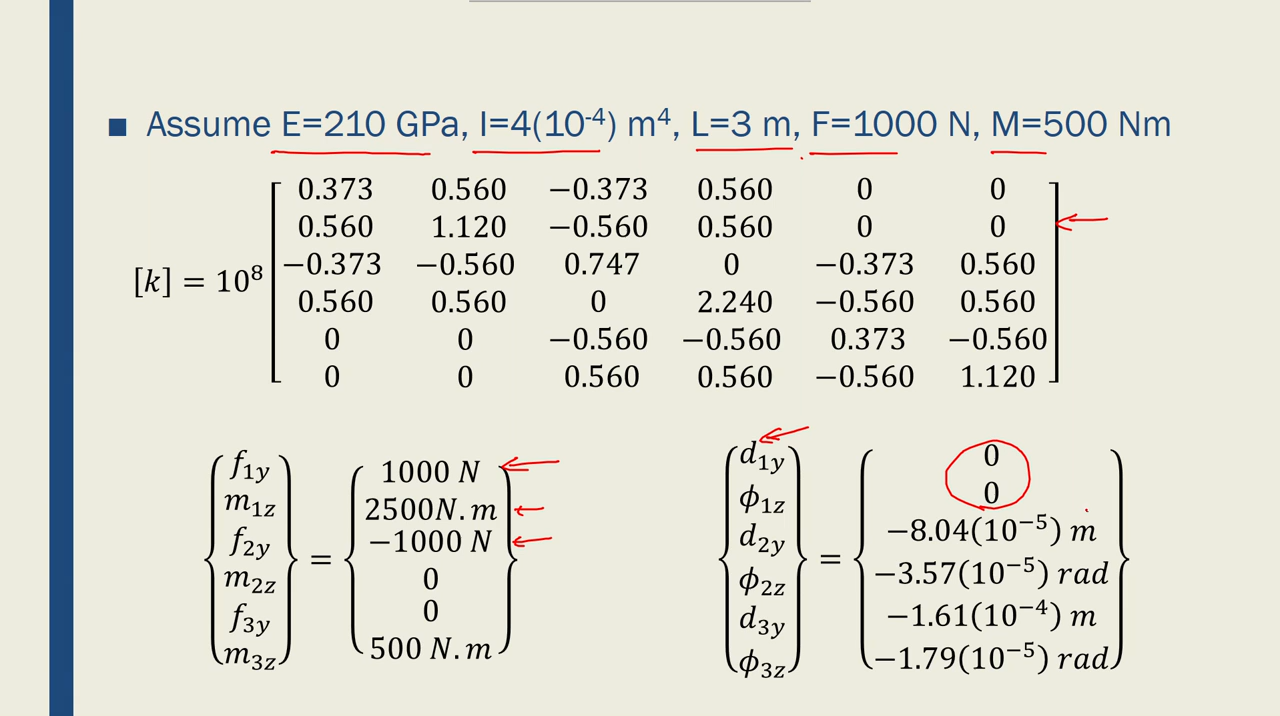 ■ Assume E=210 GPa, I=4(10⁻⁴) m⁴, L=3 m, F=1000 N, M=500 Nm
0.373 0.560 −0.373 0.560 0 0
0.560 1.120 −0.560 0.560 0 0
[k] = 10⁸ −0.373 −0.560 0.747 0 −0.373 0.560
0.560 0.560 0 2.240 −0.560 0.560
0 0 −0.560 −0.560 0.373 −0.560
0 0 0.560 0.560 −0.560 1.120
f₁y 1000 N d₁y 0
m₁z 2500N.m ϕ₁z 0
f₂y −1000 N d₂y −8.04(10⁻⁵) m
m₂z = 0 ϕ₂z = −3.57(10⁻⁵) rad
f₃y 0 d₃y −1.61(10⁻⁴) m
m₃z 500 N.m ϕ₃z −1.79(10⁻⁵) rad